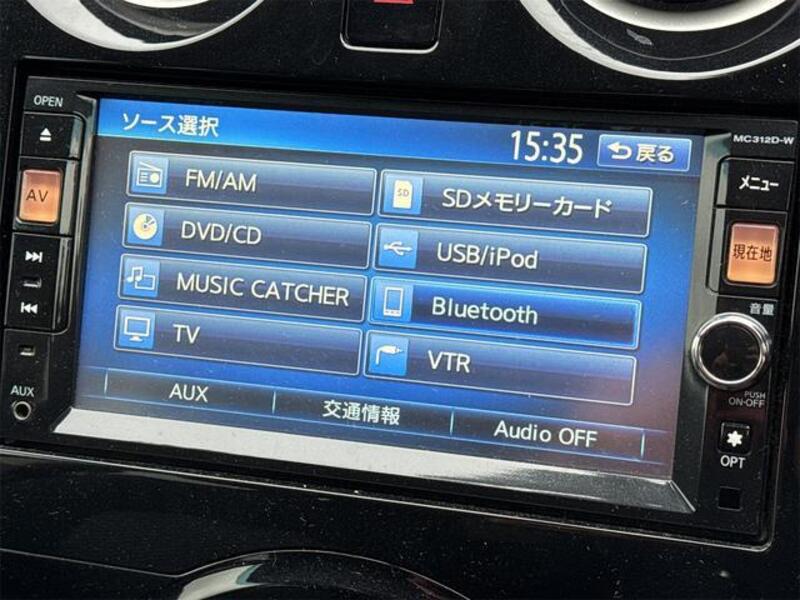 OPEN
ソース選択
15:35
戻る
MC312D-W
AV
FM/AM
SD
SDメモリーカード
メニュー
DVD/CD
USB/iPod
現在地
MUSIC CATCHER
Bluetooth
音量
TV
VTR
AUX
AUX
交通情報
Audio OFF
PUSH
ON-OFF
OPT